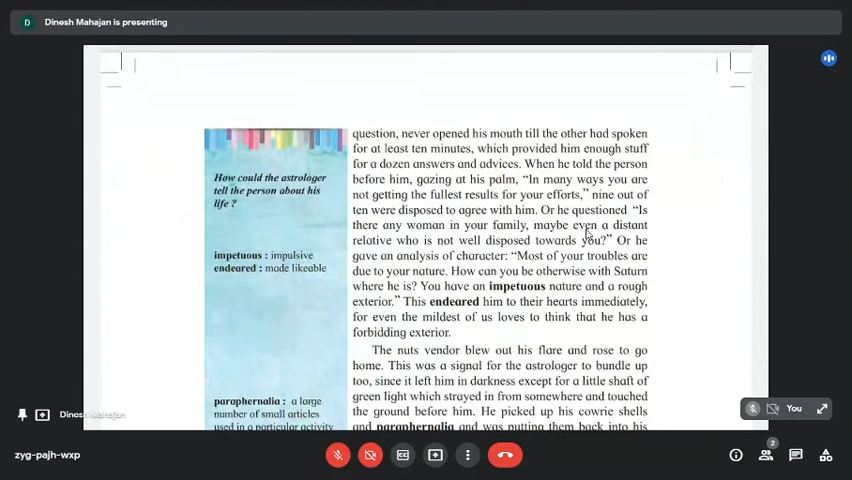 D Dinesh Mahajan is presenting
How could the astrologer
tell the person about his
life ?
impetuous : impulsive
endeared : made likeable
paraphernalia : a large
number of small articles
used in a particular activity
question, never opened his mouth till the other had spoken
for at least ten minutes, which provided him enough stuff
for a dozen answers and advices. When he told the person
before him, gazing at his palm, “In many ways you are
not getting the fullest results for your efforts,” nine out of
ten were disposed to agree with him. Or he questioned “Is
there any woman in your family, maybe even a distant
relative who is not well disposed towards you?” Or he
gave an analysis of character: “Most of your troubles are
due to your nature. How can you be otherwise with Saturn
where he is? You have an impetuous nature and a rough
exterior.” This endeared him to their hearts immediately,
for even the mildest of us loves to think that he has a
forbidding exterior.
The nuts vendor blew out his flare and rose to go
home. This was a signal for the astrologer to bundle up
too, since it left him in darkness except for a little shaft of
green light which strayed in from somewhere and touched
the ground before him. He picked up his cowrie shells
and paraphernalia and was putting them back into his
Dinesh Mahajan
You
zyg-pajh-wxp
2